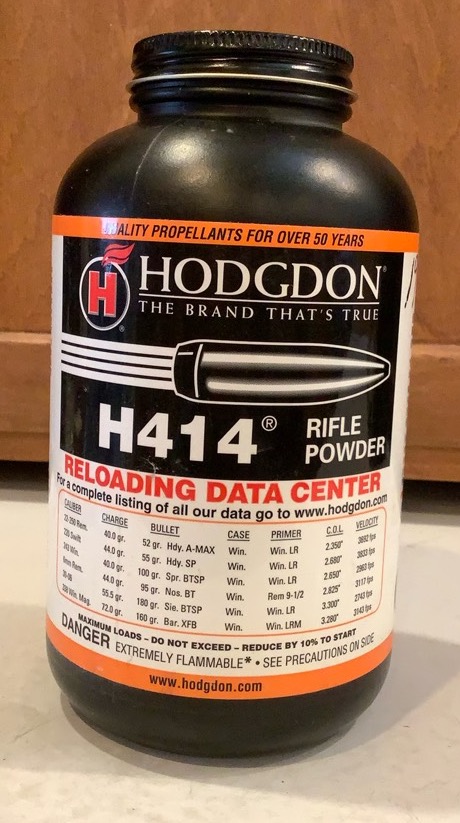 QUALITY PROPELLANTS FOR OVER 50 YEARS
H
®
HODGDON®
THE BRAND THAT'S TRUE
H414®
RIFLE
POWDER
RELOADING DATA CENTER
For a complete listing of all our data go to www.hodgdon.com
CALIBER CHARGE BULLET CASE PRIMER C.O.L. VELOCITY
22-250 Rem. 40.0 gr. 52 gr. Hdy. A-MAX Win. Win. LR 2.350" 3692 fps
220 Swift 44.0 gr. 55 gr. Hdy. SP Win. Win. LR 2.680" 3833 fps
243 Win. 40.0 gr. 100 gr. Spr. BTSP Win. Win. LR 2.650" 2963 fps
6mm Rem. 44.0 gr. 95 gr. Nos. BT Win. Rem 9-1/2 2.825" 3117 fps
30-06 55.5 gr. 180 gr. Sie. BTSP Win. Win. LR 3.300" 2743 fps
Win. Mag. 72.0 gr. 160 gr. Bar. XFB Win. Win. LRM 3.280" 3143 fps
MAXIMUM LOADS – DO NOT EXCEED – REDUCE BY 10% TO START
DANGER EXTREMELY FLAMMABLE* • SEE PRECAUTIONS ON SIDE
www.hodgdon.com